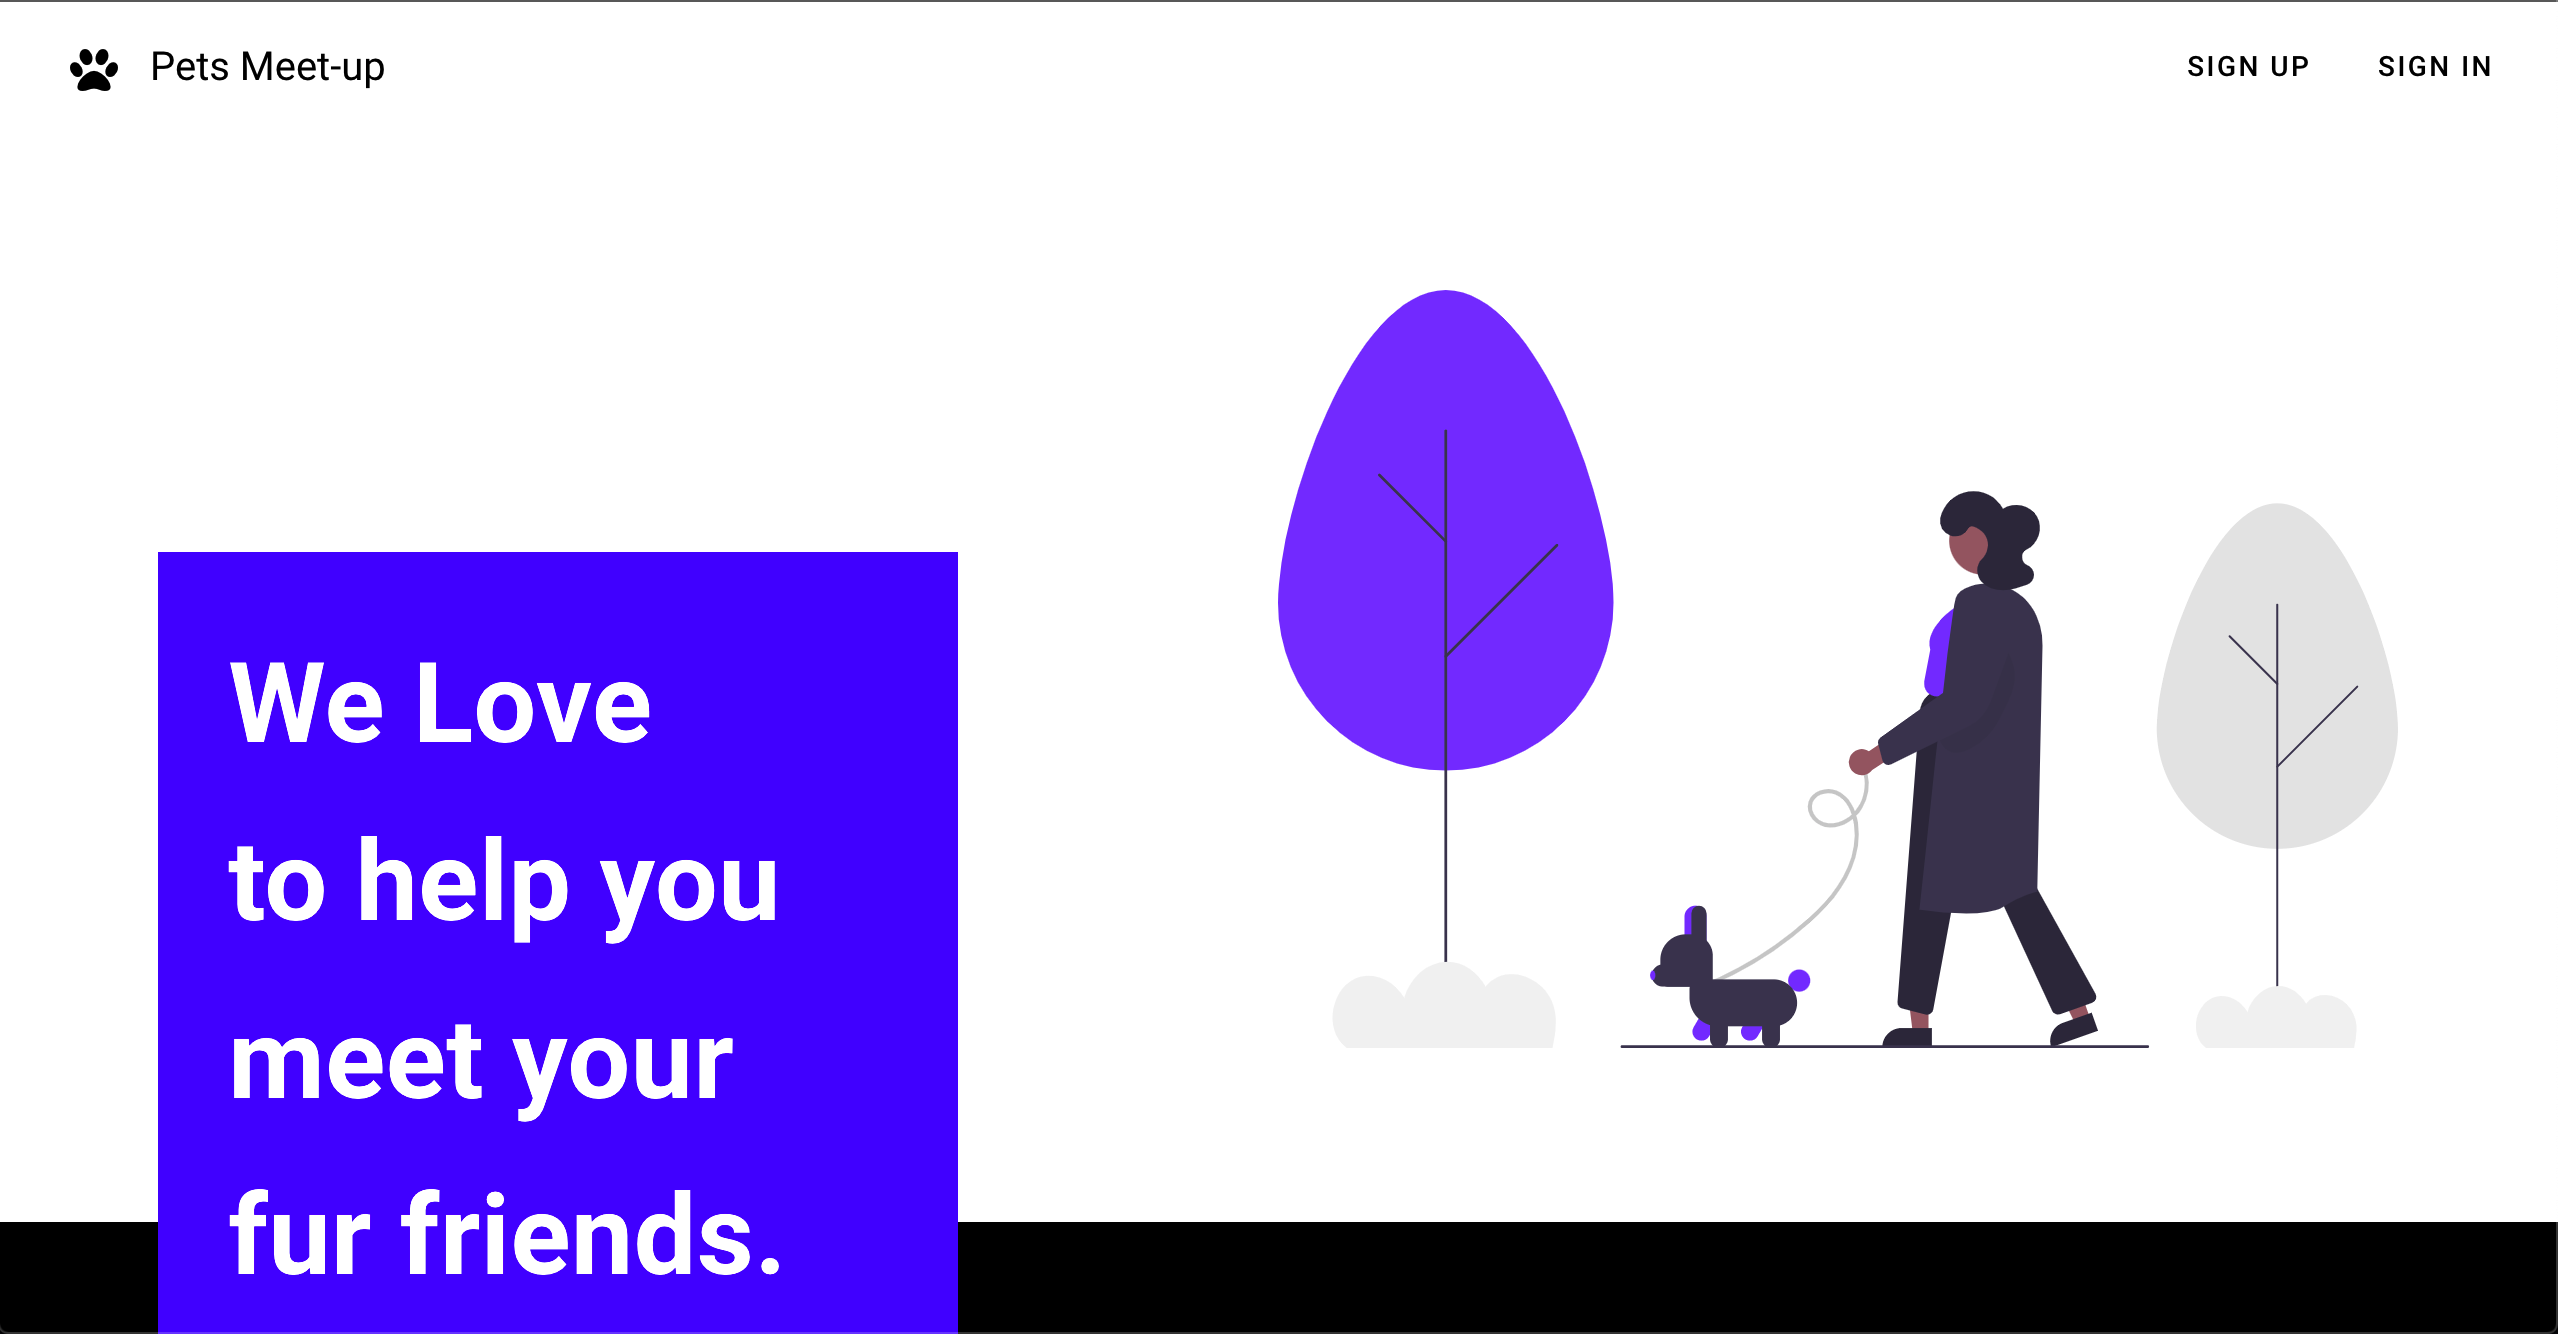 Pets Meet-up
SIGN UP
SIGN IN
We Love
to help you
meet your
fur friends.